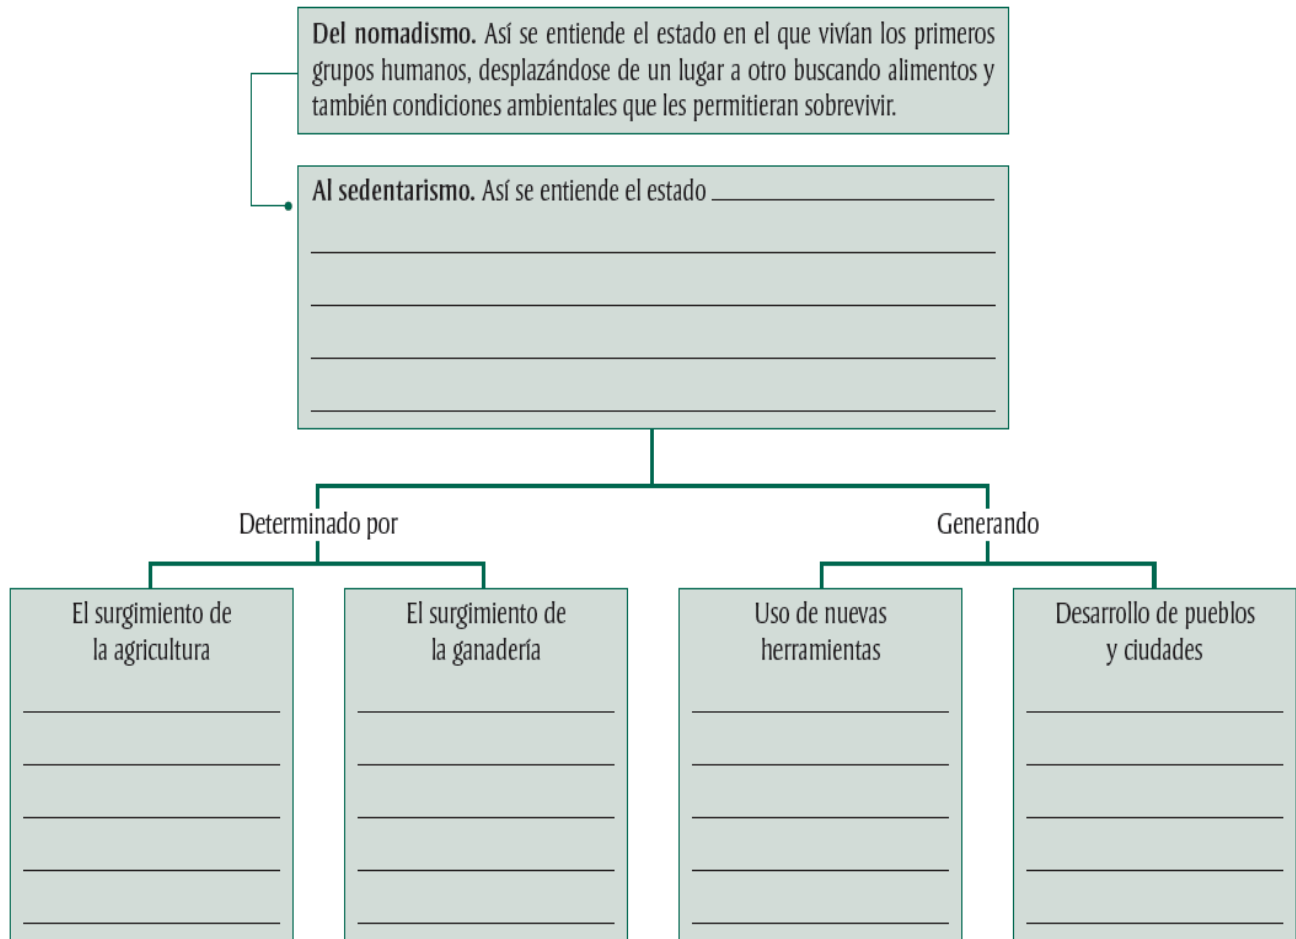 Del nomadismo. Así se entiende el estado en el que vivían los primeros
grupos humanos, desplazándose de un lugar a otro buscando alimentos y
también condiciones ambientales que les permitieran sobrevivir.
Al sedentarismo. Así se entiende el estado
Determinado por
Generando
El surgimiento de
la agricultura
El surgimiento de
la ganadería
Uso de nuevas
herramientas
Desarrollo de pueblos
y ciudades